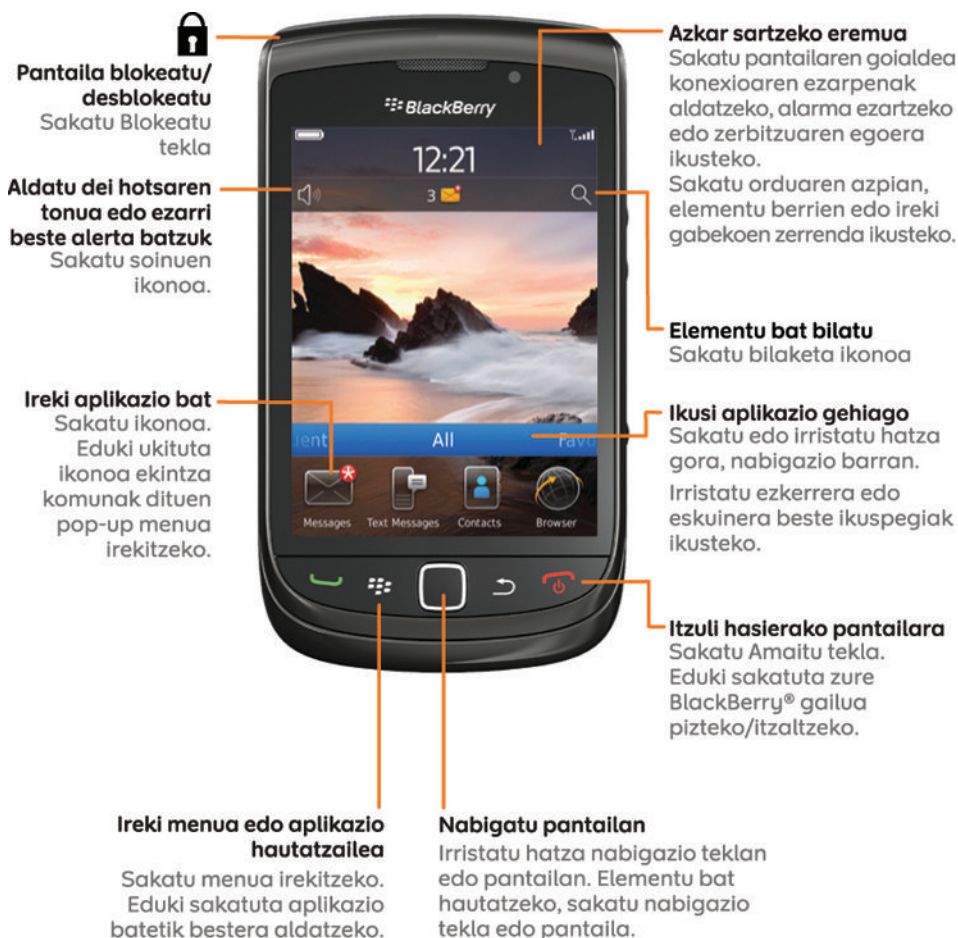 Pantaila blokeatu/
desblokeatu
Sakatu Blokeatu
tekla
Aldatu dei hotsaren
tonua edo ezarri
beste alerta batzuk
Sakatu soinuen
ikonoa.
Ireki aplikazio bat
Sakatu ikonoa.
Eduki ukituta
ikonoa ekintza
komunak dituen
pop-up menua
irekitzeko.
BlackBerry
12:21
3
uent All Favo
Messages Text Messages Contacts Browser
Azkar sartzeko eremua
Sakatu pantailaren goialdea
konexioaren ezarpenak
aldatzeko, alarma ezartzeko
edo zerbitzuaren egoera
ikusteko.
Sakatu orduaren azpian,
elementu berrien edo ireki
gabekoen zerrenda ikusteko.
Elementu bat bilatu
Sakatu bilaketa ikonoa
Ikusi aplikazio gehiago
Sakatu edo irristatu hatza
gora, nabigazio barran.
Irristatu ezkerrera edo
eskuinera beste ikuspegiak
ikusteko.
Itzuli hasierako pantailara
Sakatu Amaitu tekla.
Eduki sakatuta zure
BlackBerry® gailua
pizteko/itzaltzeko.
Ireki menua edo aplikazio
hautatzailea
Sakatu menua irekitzeko.
Eduki sakatuta aplikazio
batetik bestera aldatzeko.
Nabigatu pantailan
Irristatu hatza nabigazio teklan
edo pantailan. Elementu bat
hautatzeko, sakatu nabigazio
tekla edo pantaila.